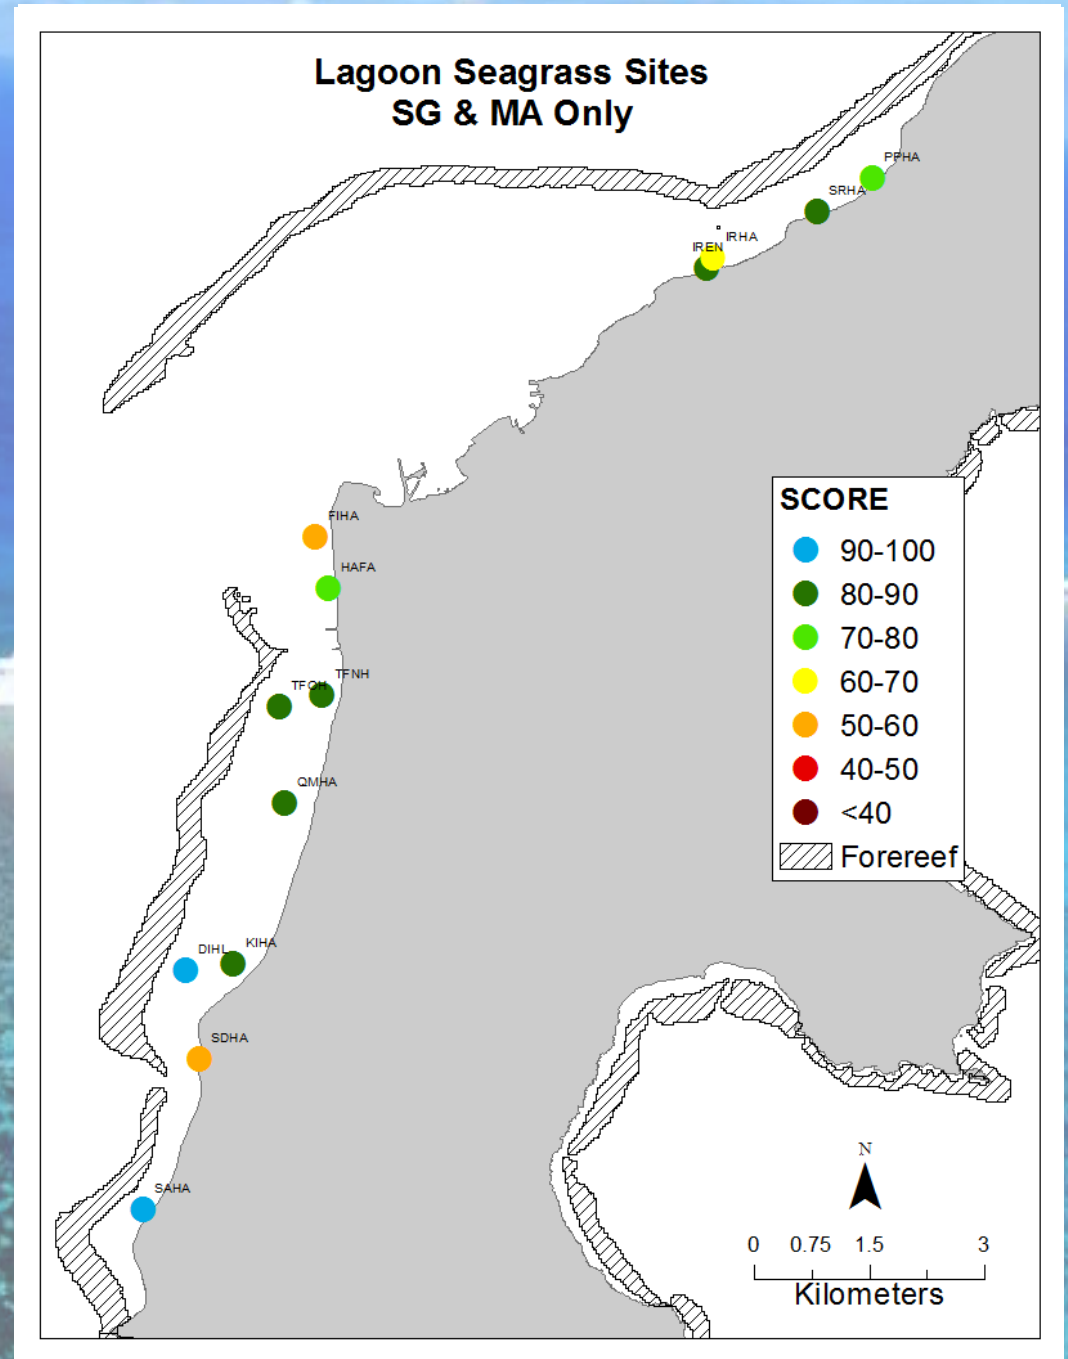 Lagoon Seagrass Sites
SG & MA Only
PPHA
SRHA
IRHA
IREN
FIHA
HAFA
TFNH
TFOH
QMHA
KIHA
DIHL
SDHA
SAHA
SCORE
90-100
80-90
70-80
60-70
50-60
40-50
<40
Forereef
N
0 0.75 1.5 3
Kilometers